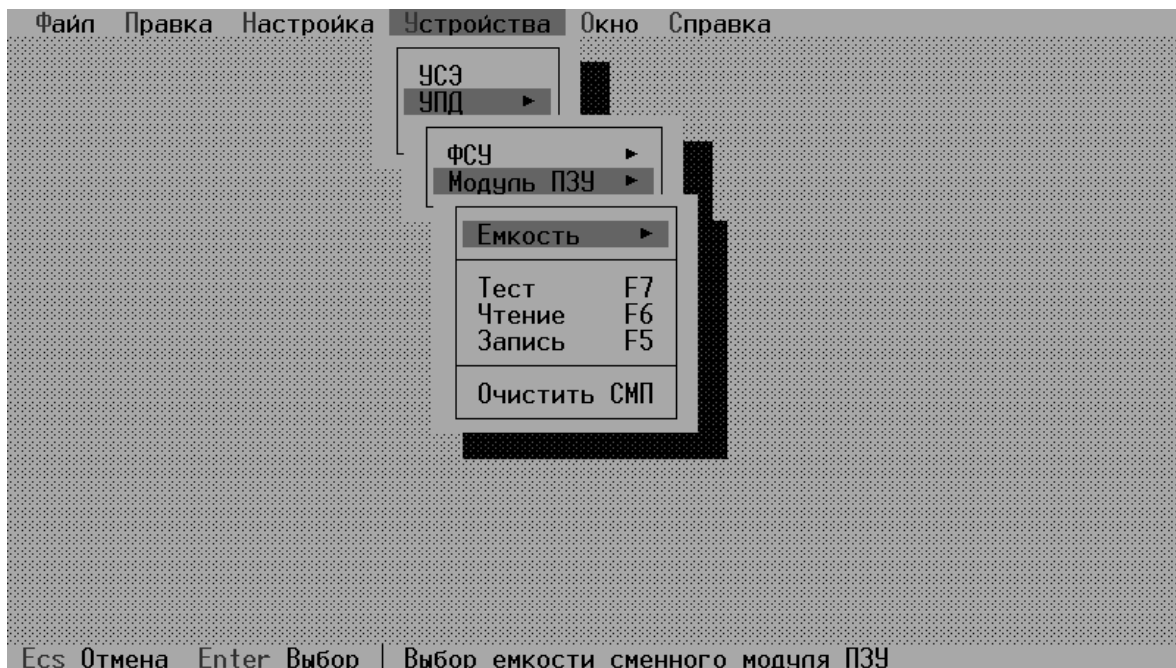 Файл Правка Настройка Устройства Окно Справка
УСЭ
УПД ►
ФСУ ►
Модуль ПЗУ ►
Емкость ►
Тест F7
Чтение F6
Запись F5
Очистить СМП
Ecs Отмена Enter Выбор | Выбор емкости сменного модуля ПЗУ